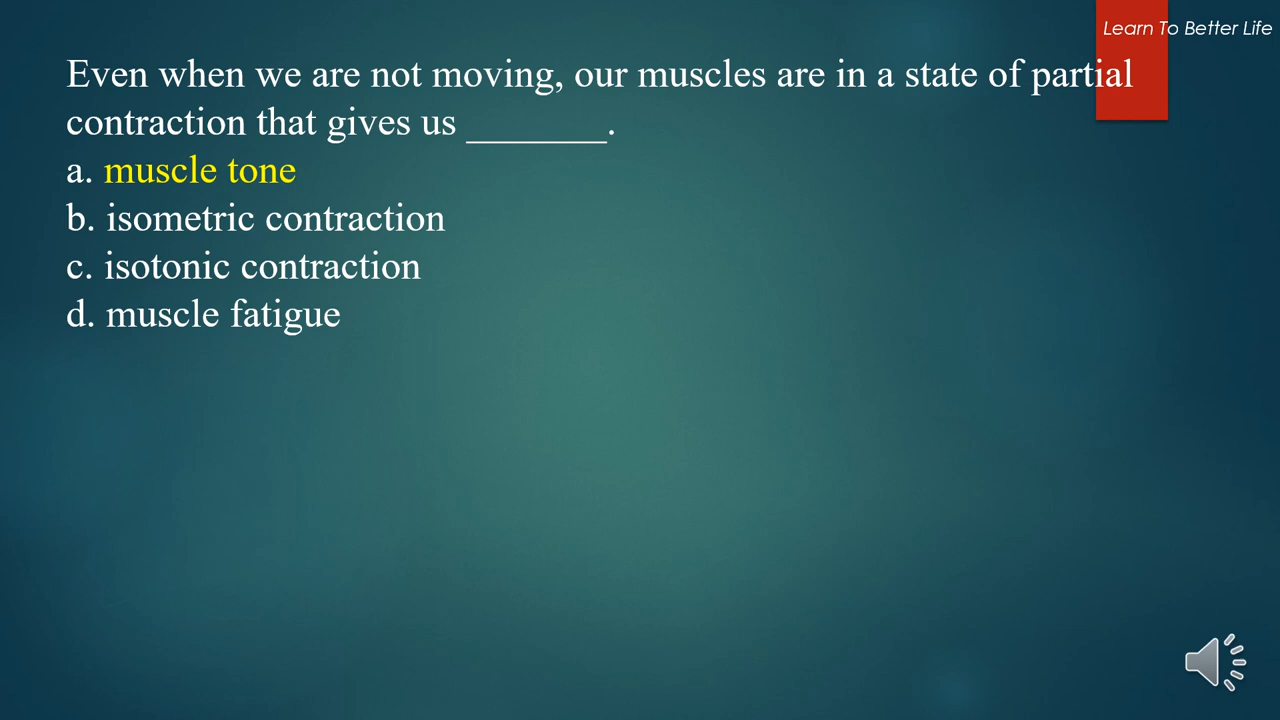 Learn To Better Life
Even when we are not moving, our muscles are in a state of partial
contraction that gives us _______.
a. muscle tone
b. isometric contraction
c. isotonic contraction
d. muscle fatigue